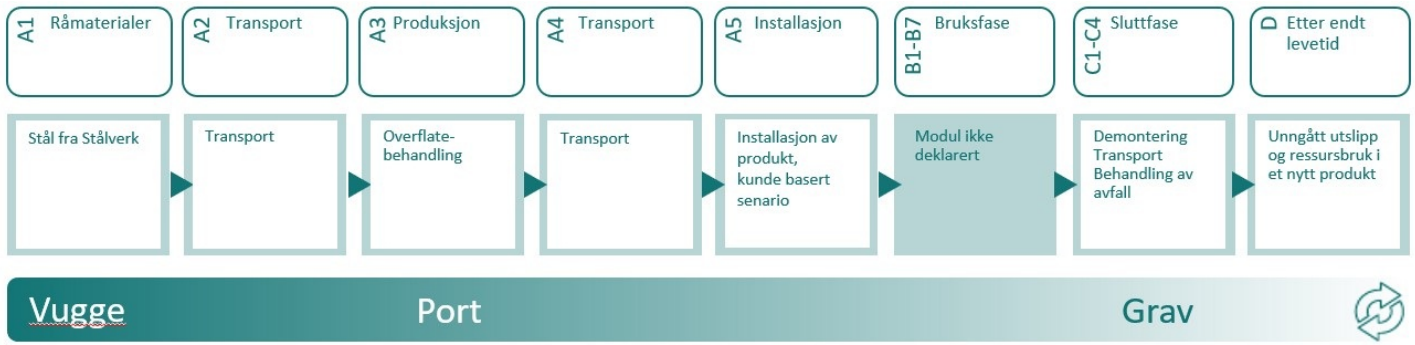 A1 Råmaterialer
A2 Transport
A3 Produksjon
A4 Transport
A5 Installasjon
B1-B7 Bruksfase
C1-C4 Sluttfase
D Etter endt
levetid
Stål fra Stålverk
Transport
Overflate-
behandling
Transport
Installasjon av
produkt,
kunde basert
senario
Modul ikke
deklarert
Demontering
Transport
Behandling av
avfall
Unngått utslipp
og ressursbruk i
et nytt produkt
Vugge
Port
Grav